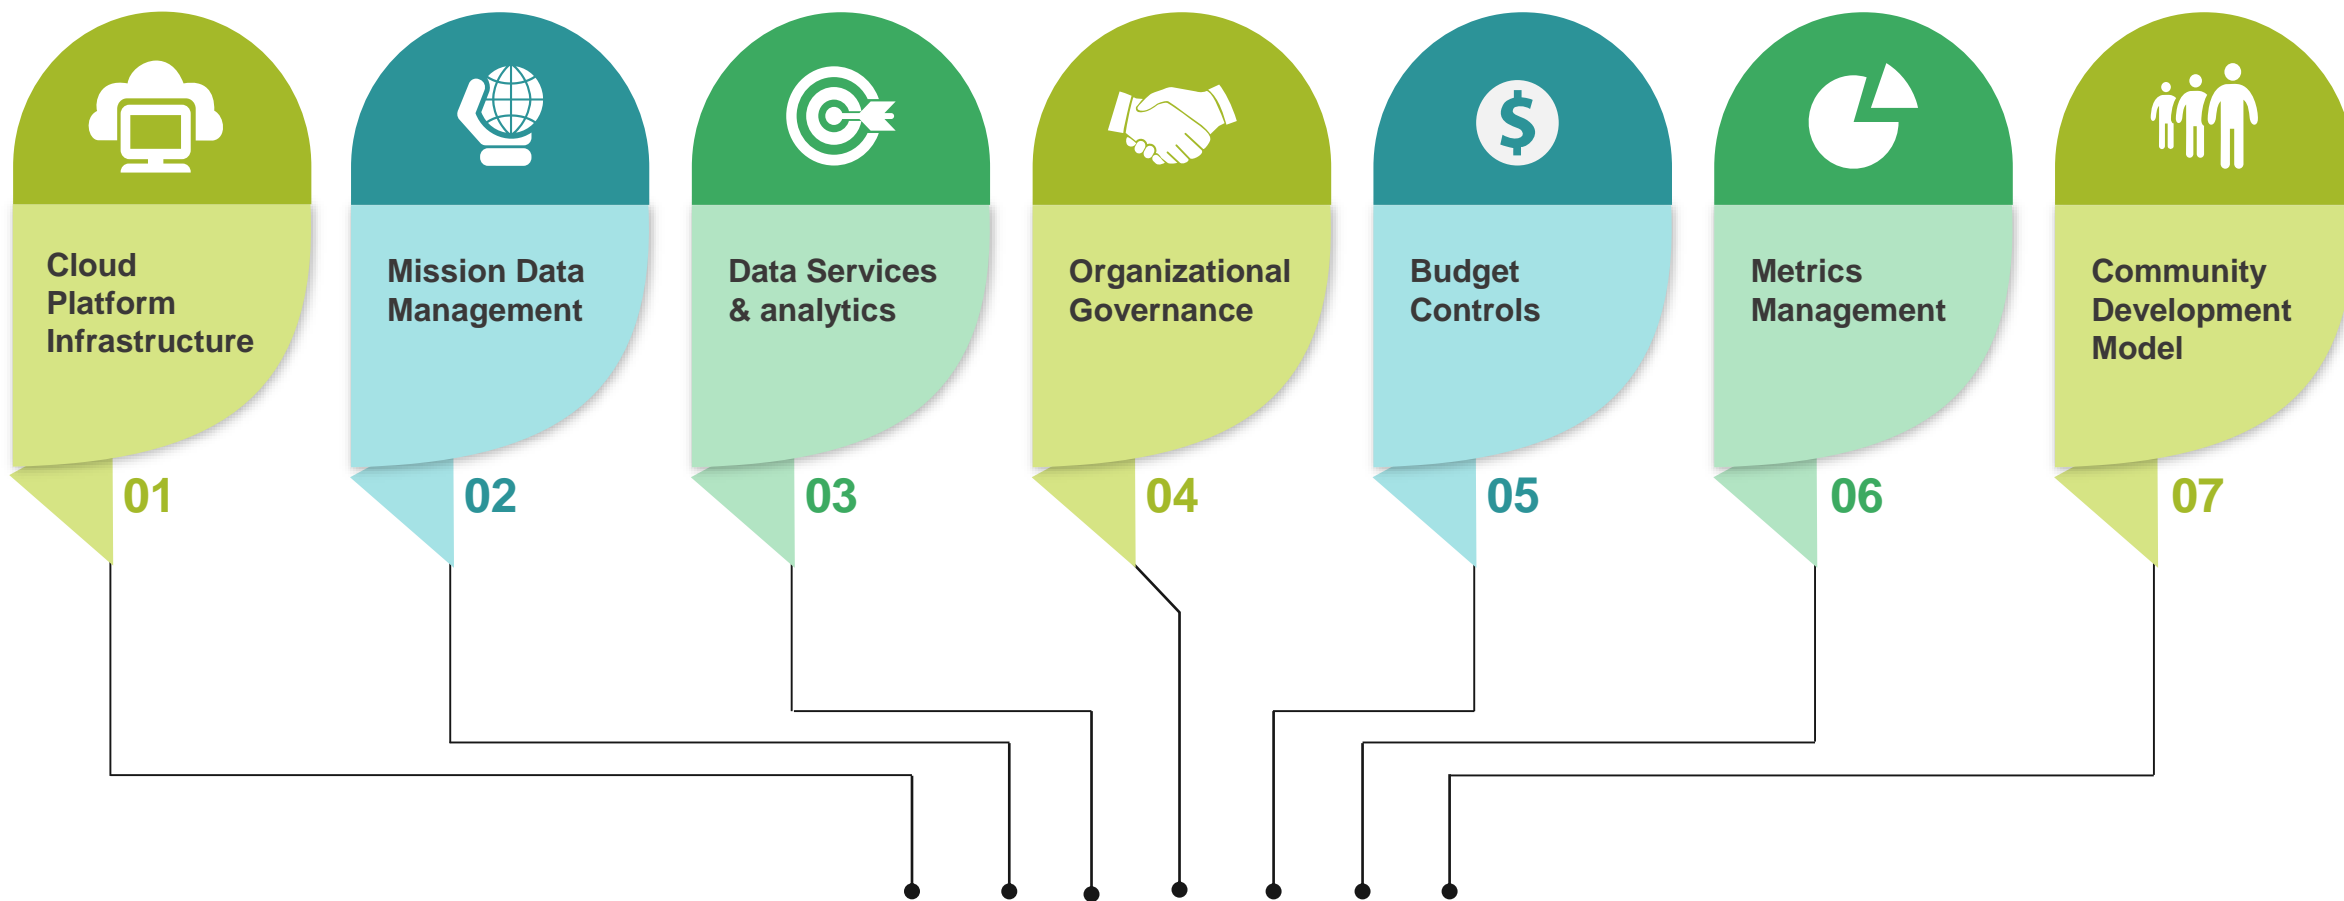 Cloud
Platform
Infrastructure
01
Mission Data
Management
02
Data Services
& analytics
03
Organizational
Governance
04
$
Budget
Controls
05
Metrics
Management
06
Community
Development
Model
07